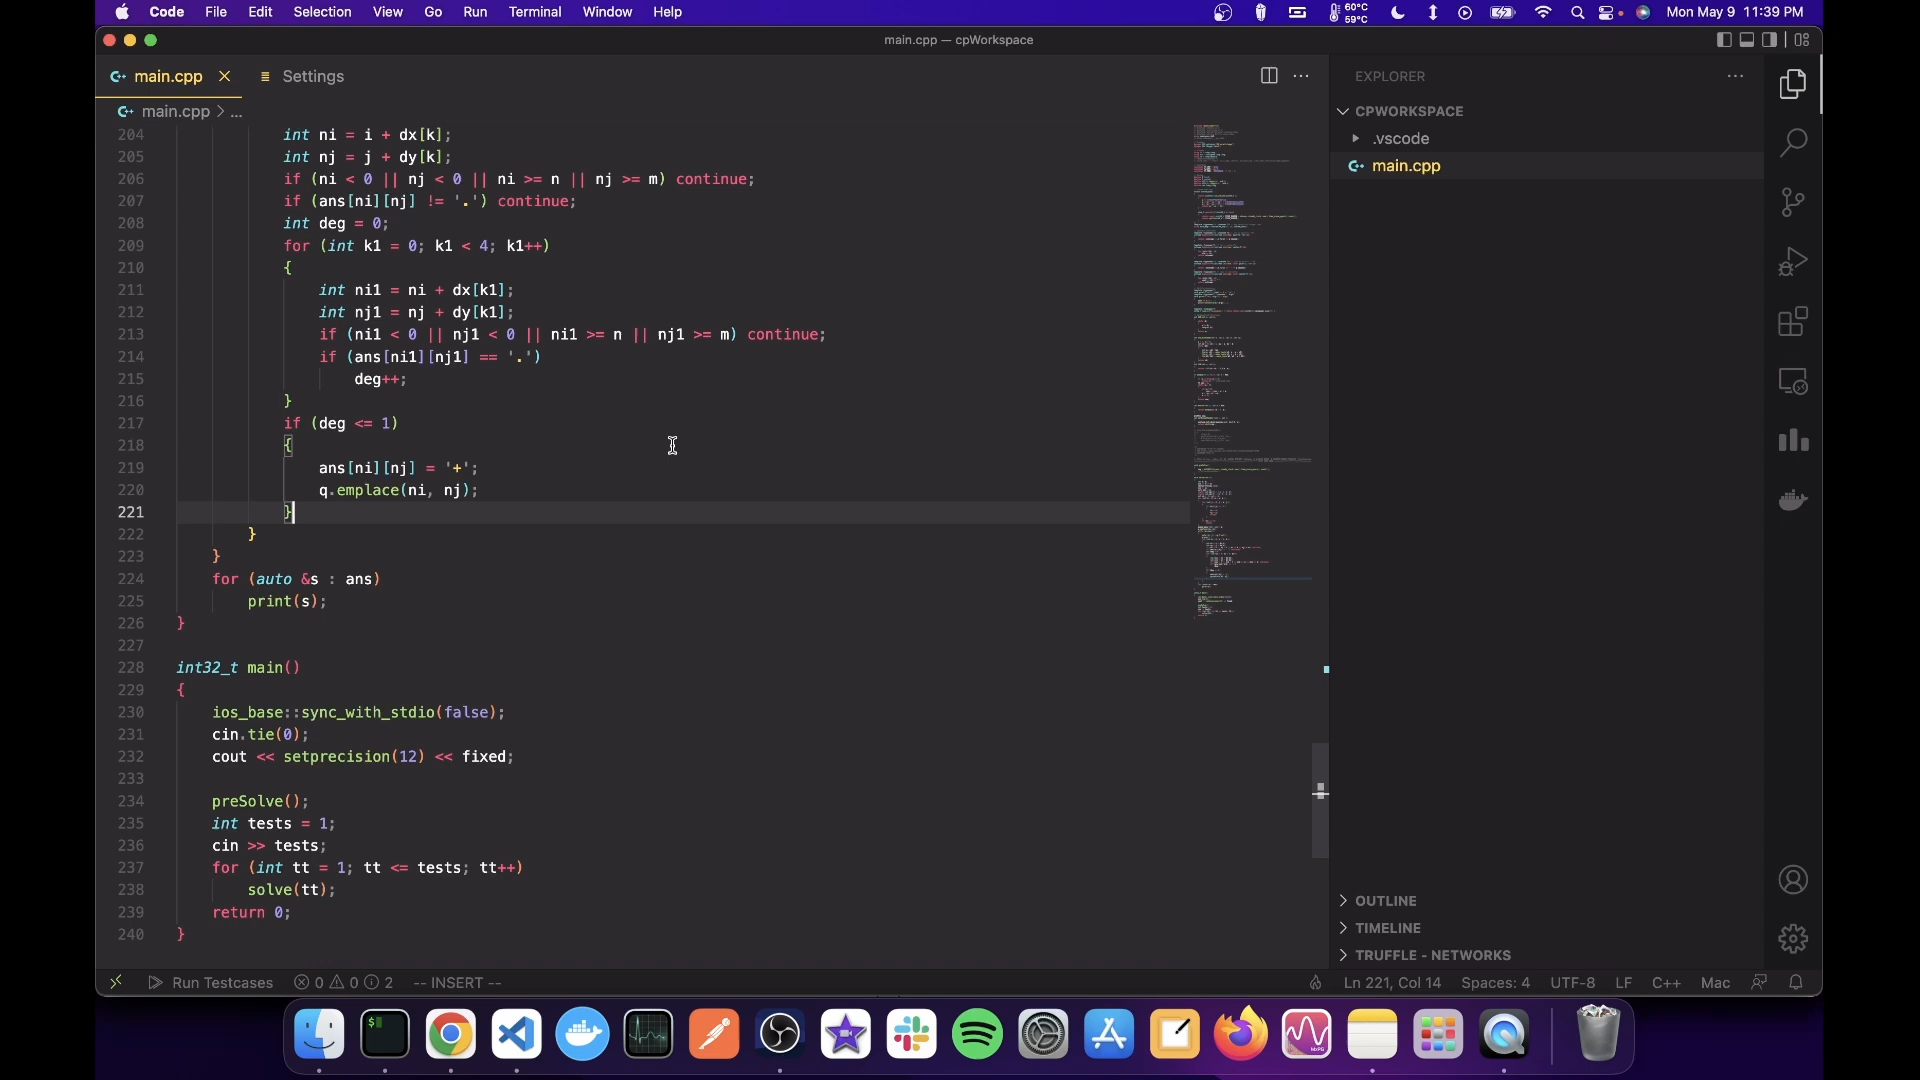 Code File Edit Selection View Go Run Terminal Window Help 60°C 59°C Mon May 9 11:39 PM
main.cpp — cpWorkspace
main.cpp Settings
main.cpp > ...
204 int ni = i + dx[k];
205 int nj = j + dy[k];
206 if (ni < 0 || nj < 0 || ni >= n || nj >= m) continue;
207 if (ans[ni][nj] != '.') continue;
208 int deg = 0;
209 for (int k1 = 0; k1 < 4; k1++)
210 {
211 int ni1 = ni + dx[k1];
212 int nj1 = nj + dy[k1];
213 if (ni1 < 0 || nj1 < 0 || ni1 >= n || nj1 >= m) continue;
214 if (ans[ni1][nj1] == '.')
215 deg++;
216 }
217 if (deg <= 1)
218 {
219 ans[ni][nj] = '+';
220 q.emplace(ni, nj);
221 }
222 }
223 }
224 for (auto &s : ans)
225 print(s);
226 }
227
228 int32_t main()
229 {
230 ios_base::sync_with_stdio(false);
231 cin.tie(0);
232 cout << setprecision(12) << fixed;
233
234 preSolve();
235 int tests = 1;
236 cin >> tests;
237 for (int tt = 1; tt <= tests; tt++)
238 solve(tt);
239 return 0;
240 }
EXPLORER
CPWORKSPACE
.vscode
main.cpp
OUTLINE
TIMELINE
TRUFFLE - NETWORKS
Run Testcases 0 0 2 -- INSERT -- Ln 221, Col 14 Spaces: 4 UTF-8 LF C++ Mac